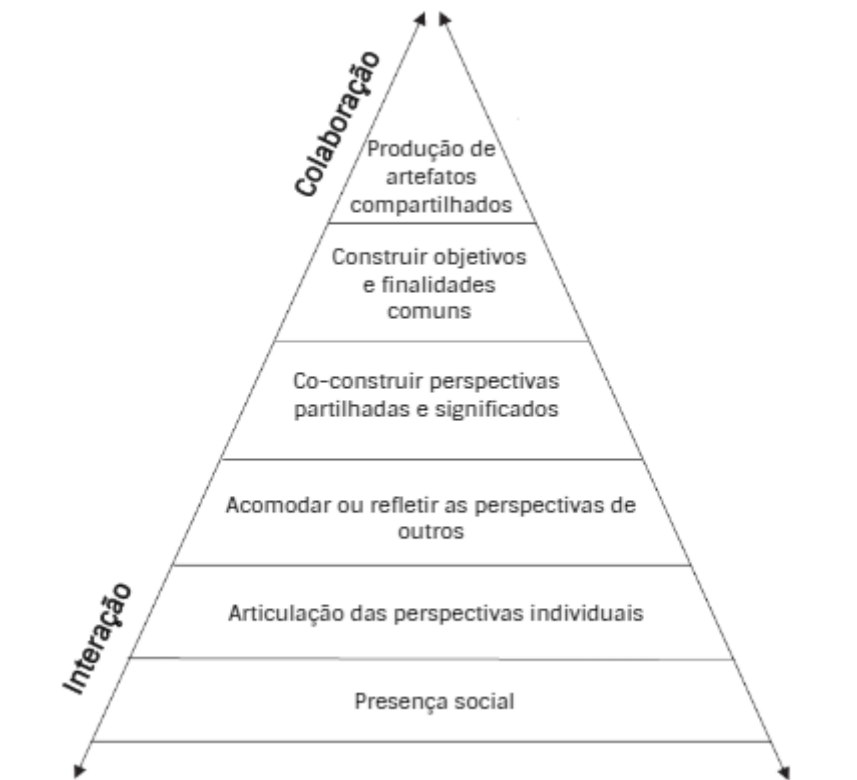 Colaboração
Produção de
artefatos
compartilhados
Construir objetivos
e finalidades
comuns
Co-construir perspectivas
partilhadas e significados
Acomodar ou refletir as perspectivas de
outros
Interação
Articulação das perspectivas individuais
Presença social